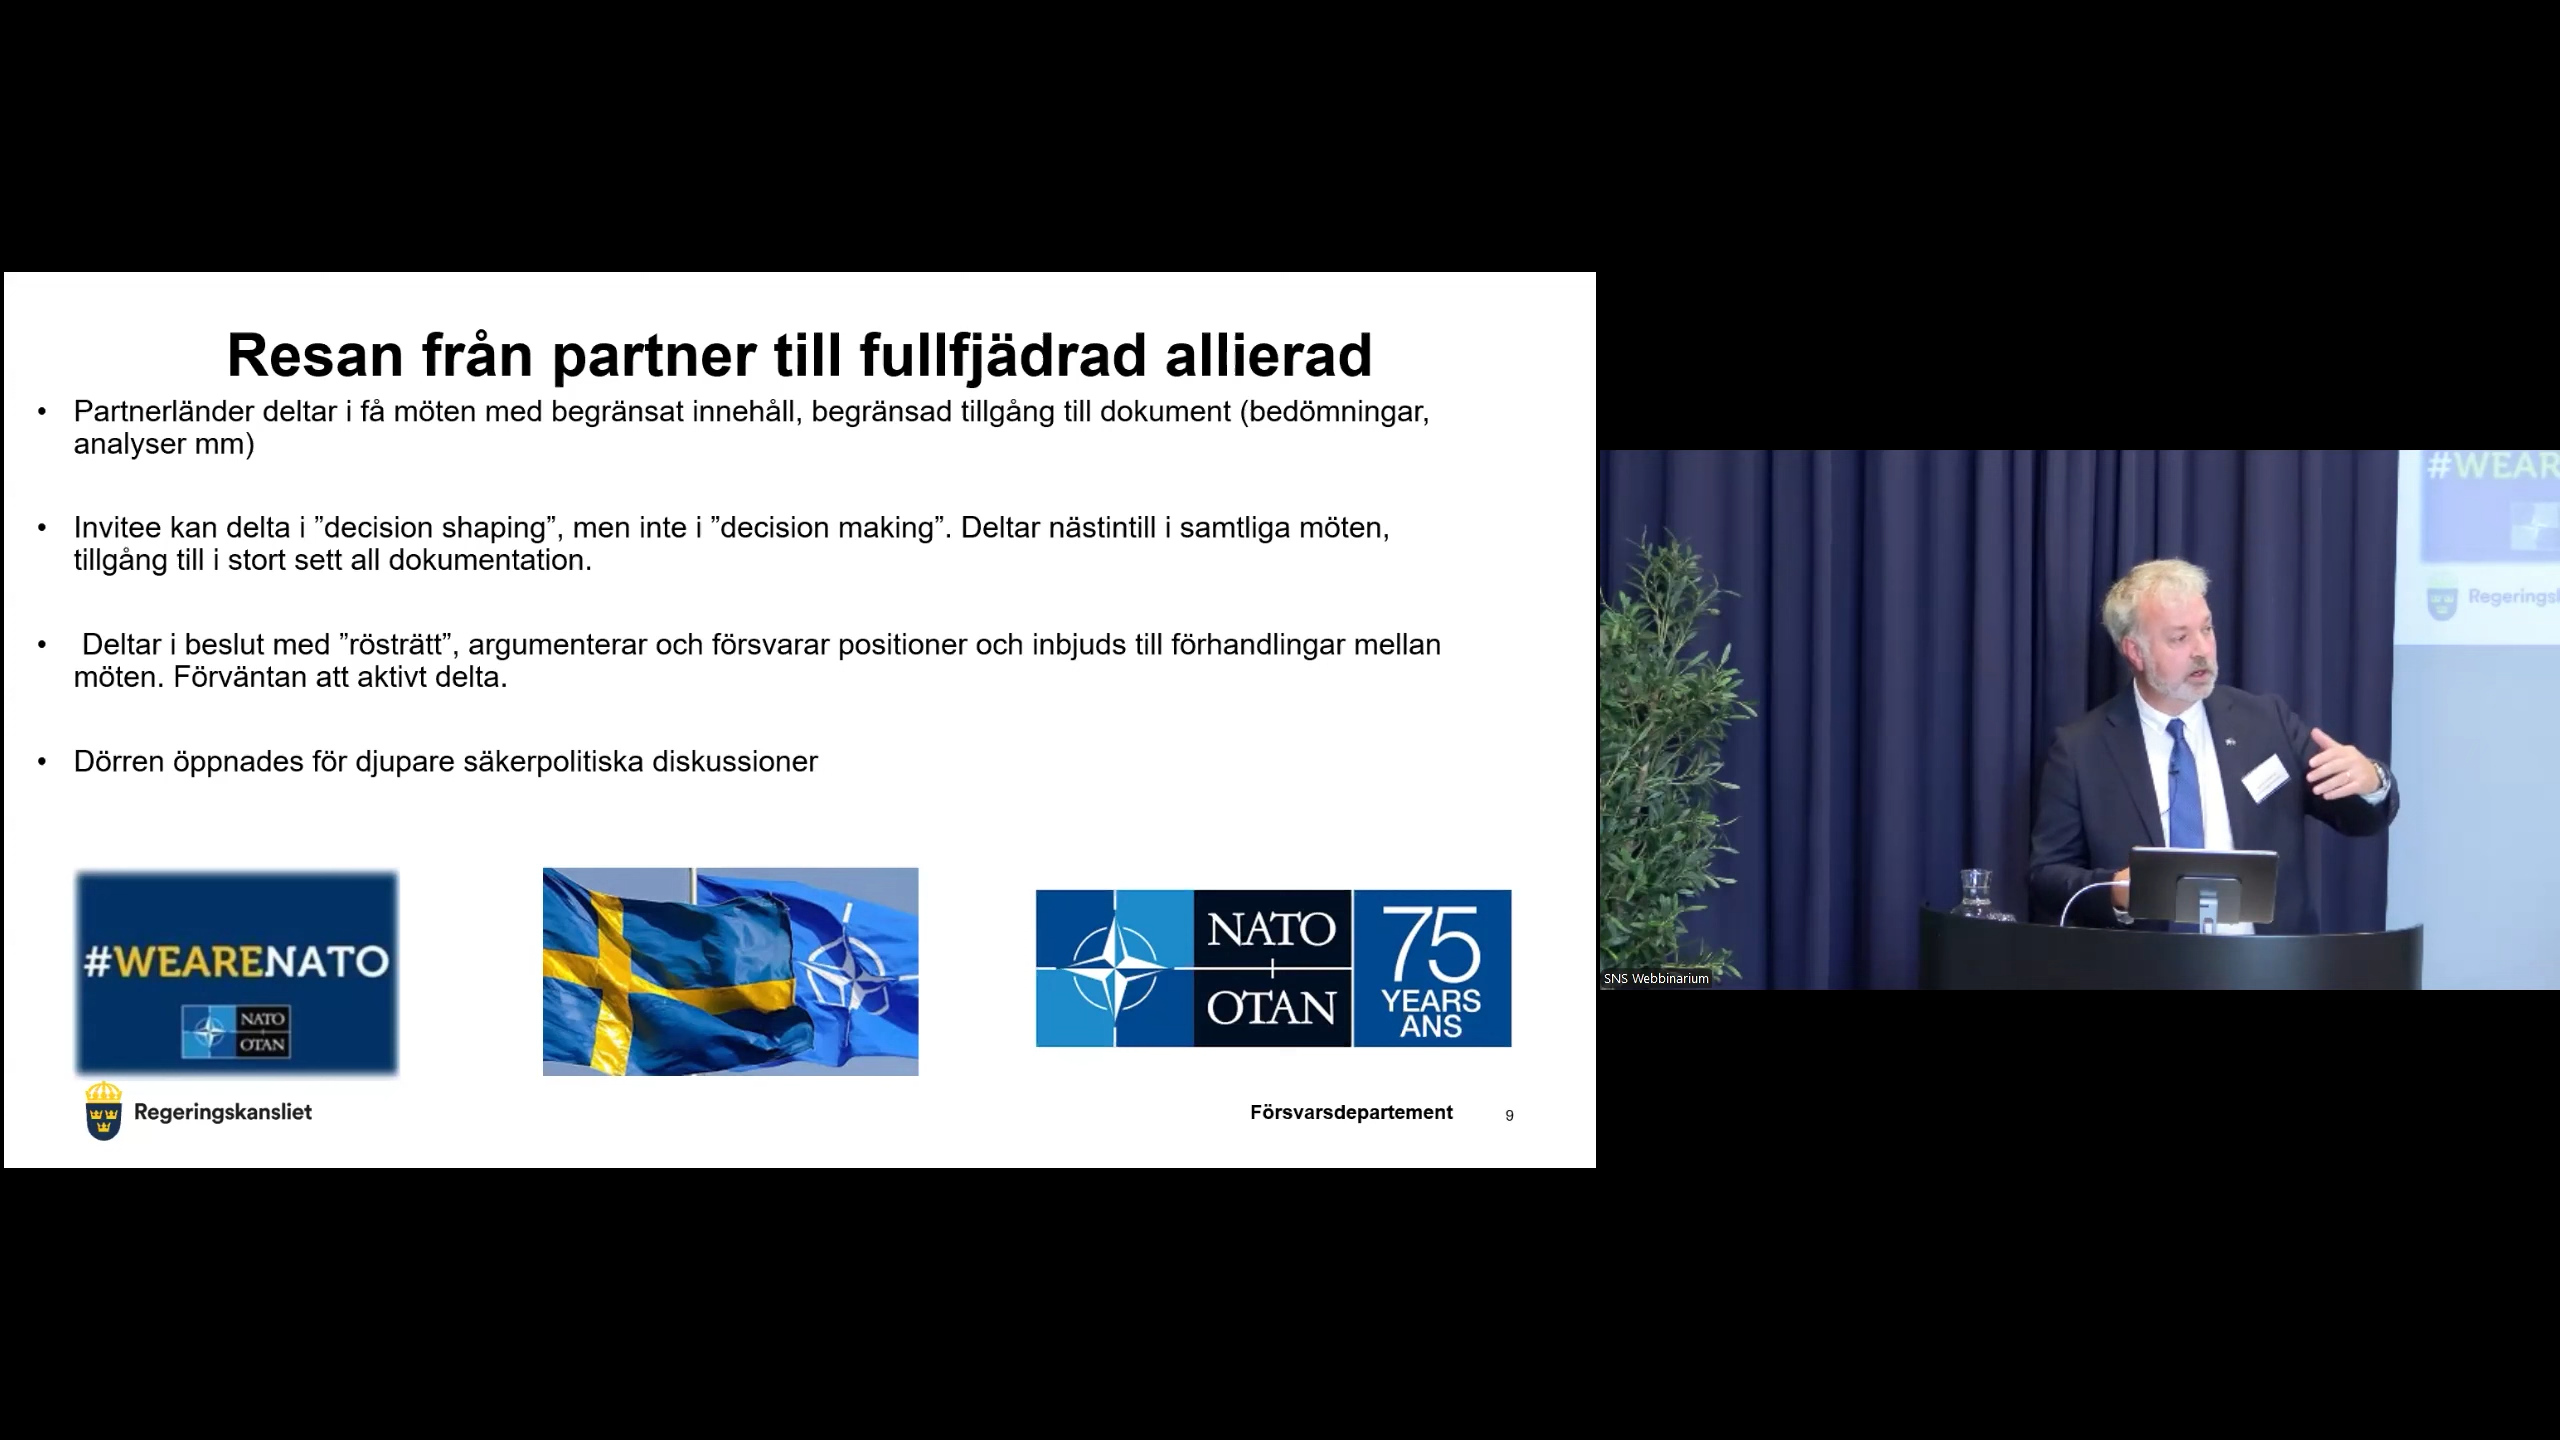 Resan från partner till fullfjädrad allierad
• Partnerländer deltar i få möten med begränsat innehåll, begränsad tillgång till dokument (bedömningar,
analyser mm)
• Invitee kan delta i ”decision shaping”, men inte i ”decision making”. Deltar nästintill i samtliga möten,
tillgång till i stort sett all dokumentation.
• Deltar i beslut med ”rösträtt”, argumenterar och försvarar positioner och inbjuds till förhandlingar mellan
möten. Förväntan att aktivt delta.
• Dörren öppnades för djupare säkerpolitiska diskussioner
#WEARENATO
NATO
OTAN
NATO
OTAN
75
YEARS
ANS
Regeringskansliet
Försvarsdepartement
9
#WEAR
Regeringsk
SNS Webbinarium